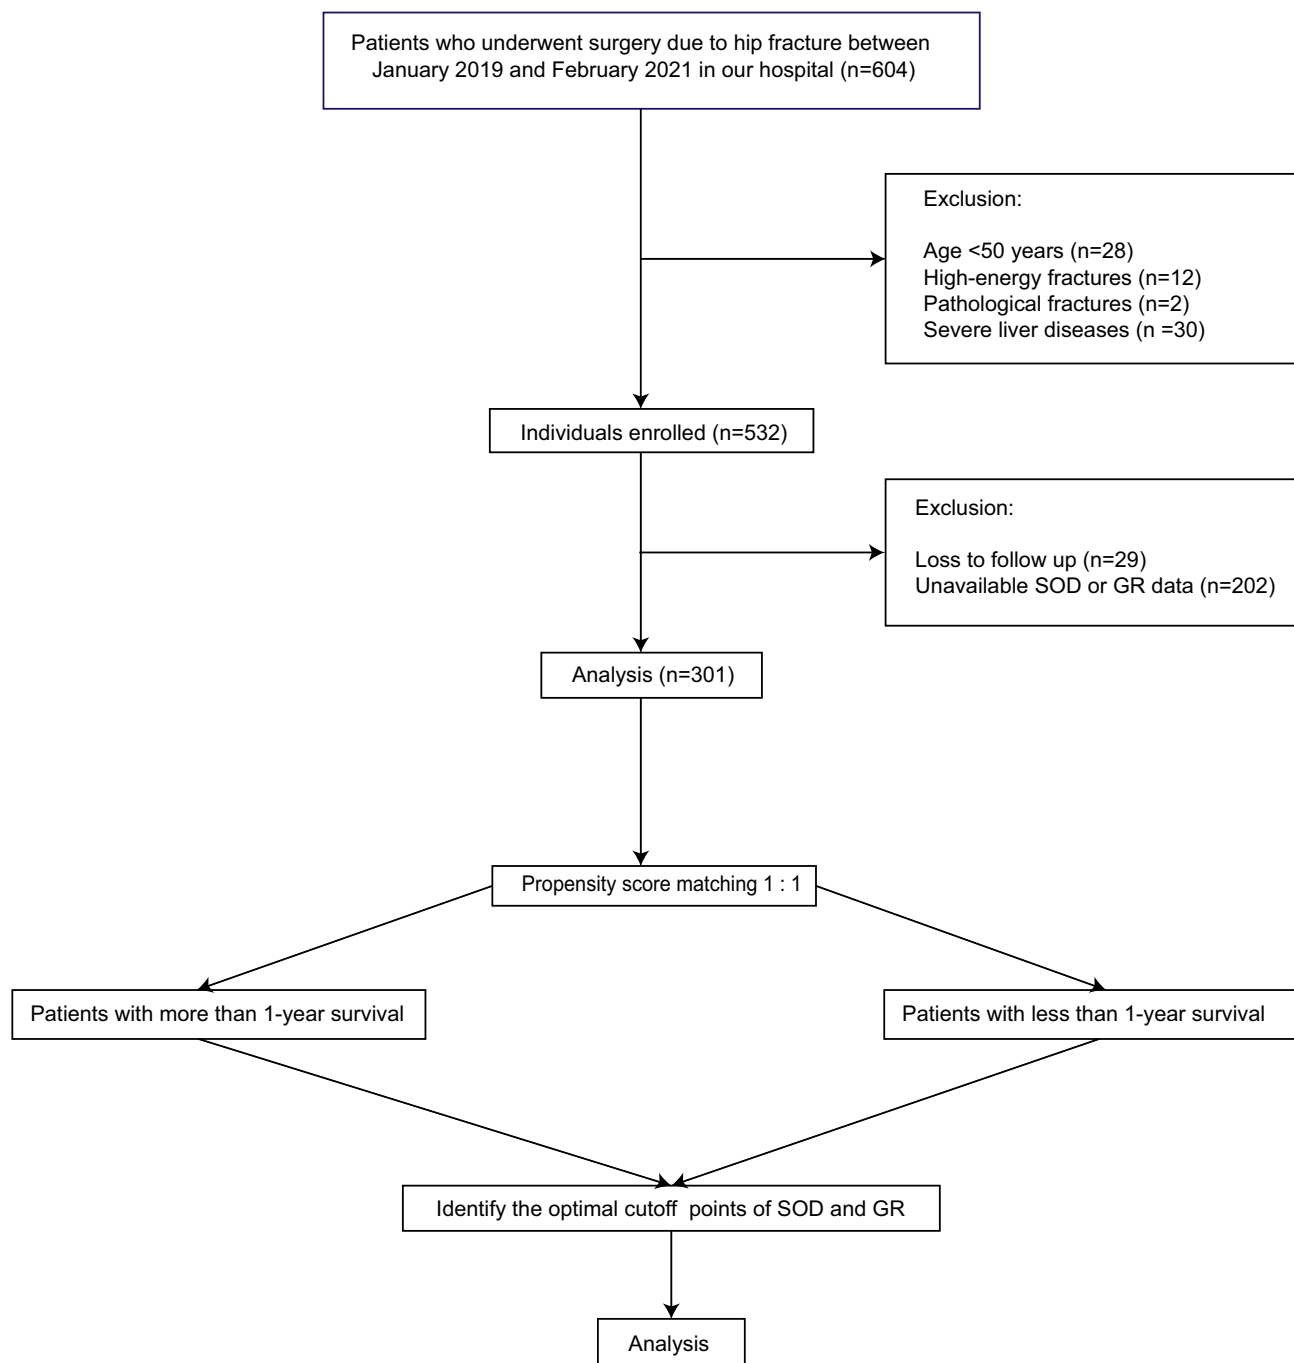 Patients who underwent surgery due to hip fracture between
January 2019 and February 2021 in our hospital (n=604)
Exclusion:
Age <50 years (n=28)
High-energy fractures (n=12)
Pathological fractures (n=2)
Severe liver diseases (n =30)
Individuals enrolled (n=532)
Exclusion:
Loss to follow up (n=29)
Unavailable SOD or GR data (n=202)
Analysis (n=301)
Propensity score matching 1 : 1
Patients with more than 1-year survival
Patients with less than 1-year survival
Identify the optimal cutoff  points of SOD and GR
Analysis